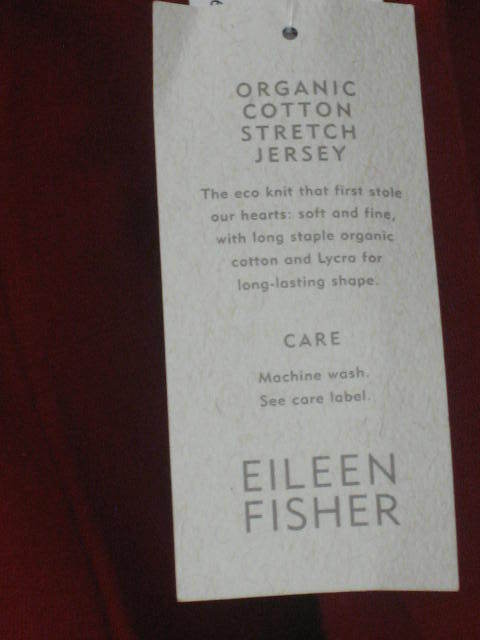 ORGANIC
COTTON
STRETCH
JERSEY
The eco knit that first stole
our hearts: soft and fine,
with long staple organic
cotton and Lycra for
long-lasting shape.
CARE
Machine wash.
See care label.
EILEEN
FISHER